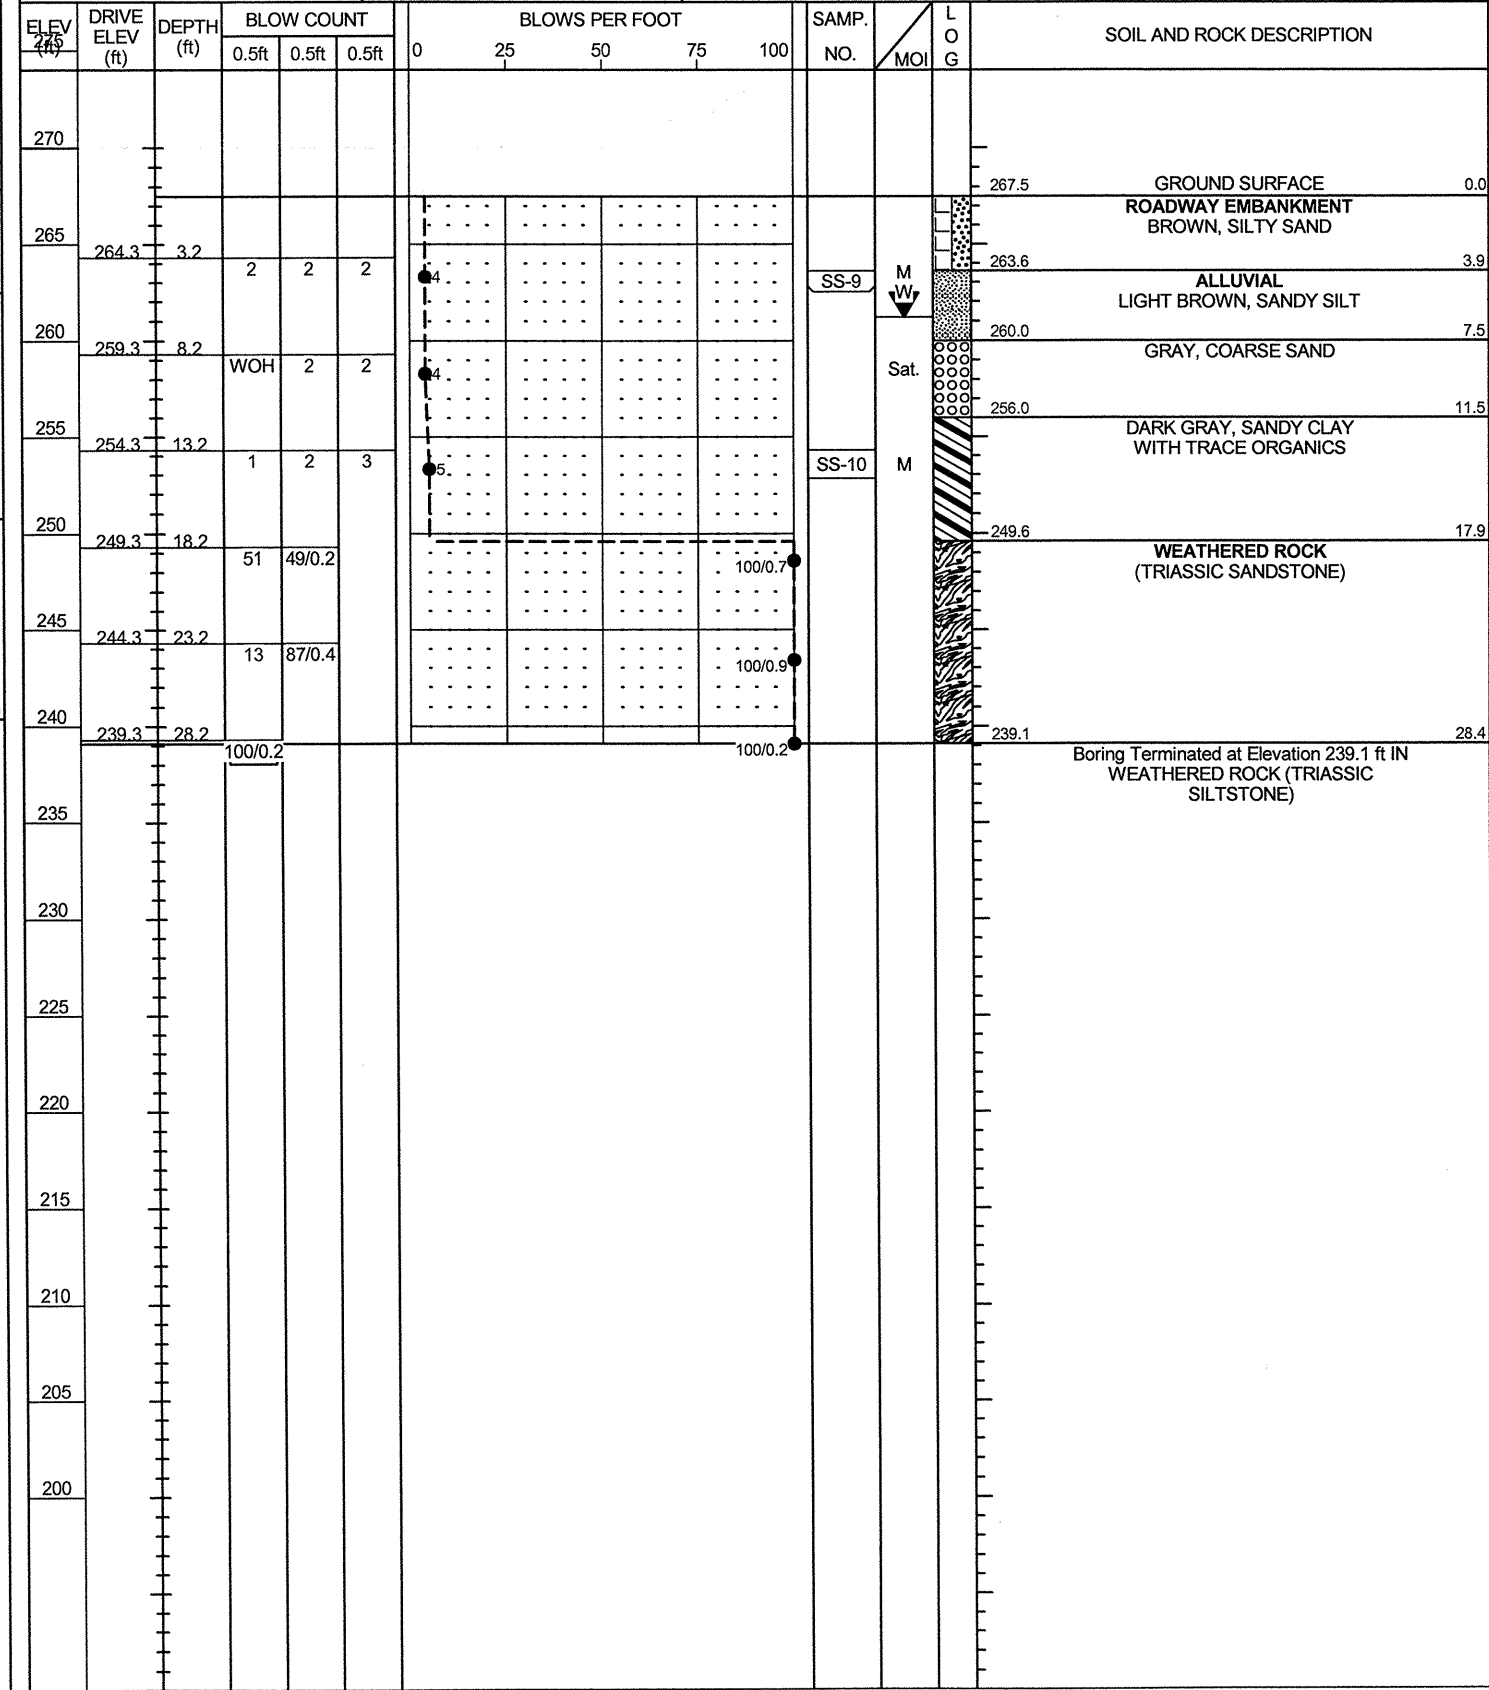 ELEV (ft) DRIVE ELEV (ft) DEPTH (ft) BLOW COUNT BLOWS PER FOOT SAMP. NO. MOI LOG SOIL AND ROCK DESCRIPTION
0.5ft 0.5ft 0.5ft 0 25 50 75 100
275
270
267.5 GROUND SURFACE 0.0
ROADWAY EMBANKMENT
BROWN, SILTY SAND
265
264.3 3.2
263.6 3.9
2 2 2 4 SS-9 M
W
ALLUVIAL
LIGHT BROWN, SANDY SILT
260
260.0 7.5
259.3 8.2
GRAY, COARSE SAND
WOH 2 2 4 Sat.
256.0 11.5
255
DARK GRAY, SANDY CLAY
WITH TRACE ORGANICS
254.3 13.2
1 2 3 5 SS-10 M
250
249.6 17.9
249.3 18.2
WEATHERED ROCK
(TRIASSIC SANDSTONE)
51 49/0.2 100/0.7
245
244.3 23.2
13 87/0.4 100/0.9
240
239.3 28.2
239.1 28.4
100/0.2 100/0.2
Boring Terminated at Elevation 239.1 ft IN
WEATHERED ROCK (TRIASSIC
SILTSTONE)
235
230
225
220
215
210
205
200